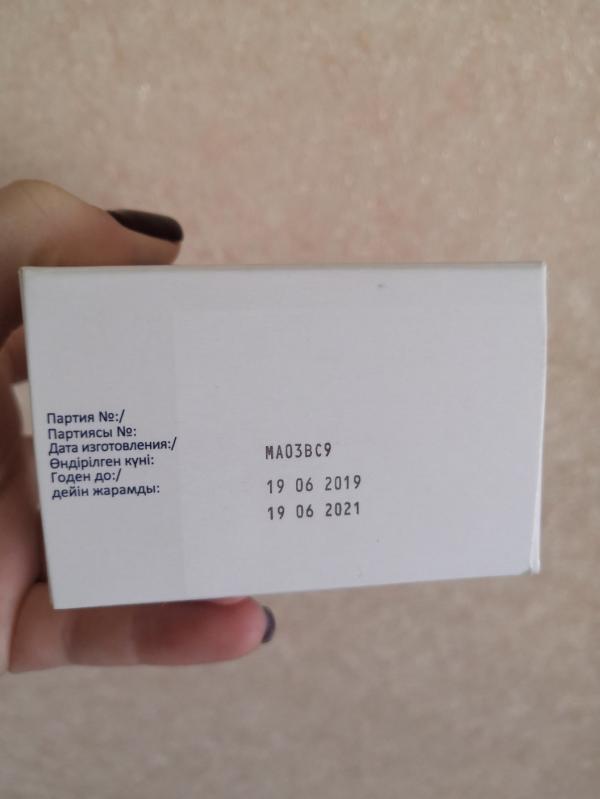 Партия №:/
Партиясы №:
Дата изготовления:/
Өндірілген күні:
Годен до:/
дейін жарамды:
MA03BC9
19 06 2019
19 06 2021